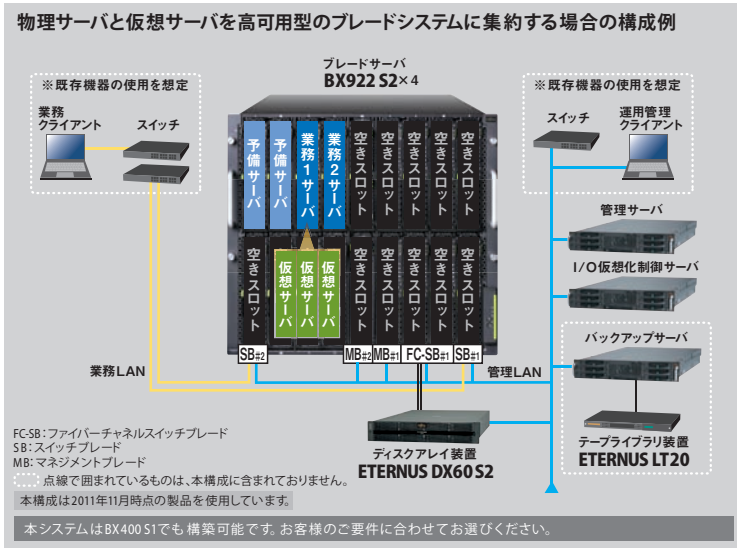 物理サーバと仮想サーバを高可用型のブレードシステムに集約する場合の構成例
ブレードサーバ
BX922 S2×4
※既存機器の使用を想定
業務
クライアント
スイッチ
※既存機器の使用を想定
スイッチ
運用管理
クライアント
予備サーバ
予備サーバ
業務1サーバ
業務2サーバ
空きスロット
空きスロット
空きスロット
空きスロット
空きスロット
空きスロット
仮想サーバ
仮想サーバ
仮想サーバ
空きスロット
空きスロット
空きスロット
空きスロット
空きスロット
管理サーバ
I/O仮想化制御サーバ
バックアップサーバ
テープライブラリ装置
ETERNUS LT20
SB#2
MB#2
MB#1
FC-SB#1
SB#1
業務LAN
管理LAN
ディスクアレイ装置
ETERNUS DX60 S2
FC-SB:ファイバーチャネルスイッチブレード
SB:スイッチブレード
MB:マネジメントブレード
点線で囲まれているものは、本構成に含まれておりません。
本構成は2011年11月時点の製品を使用しています。
本システムはBX400 S1でも構築可能です。お客様のご要件に合わせてお選びください。